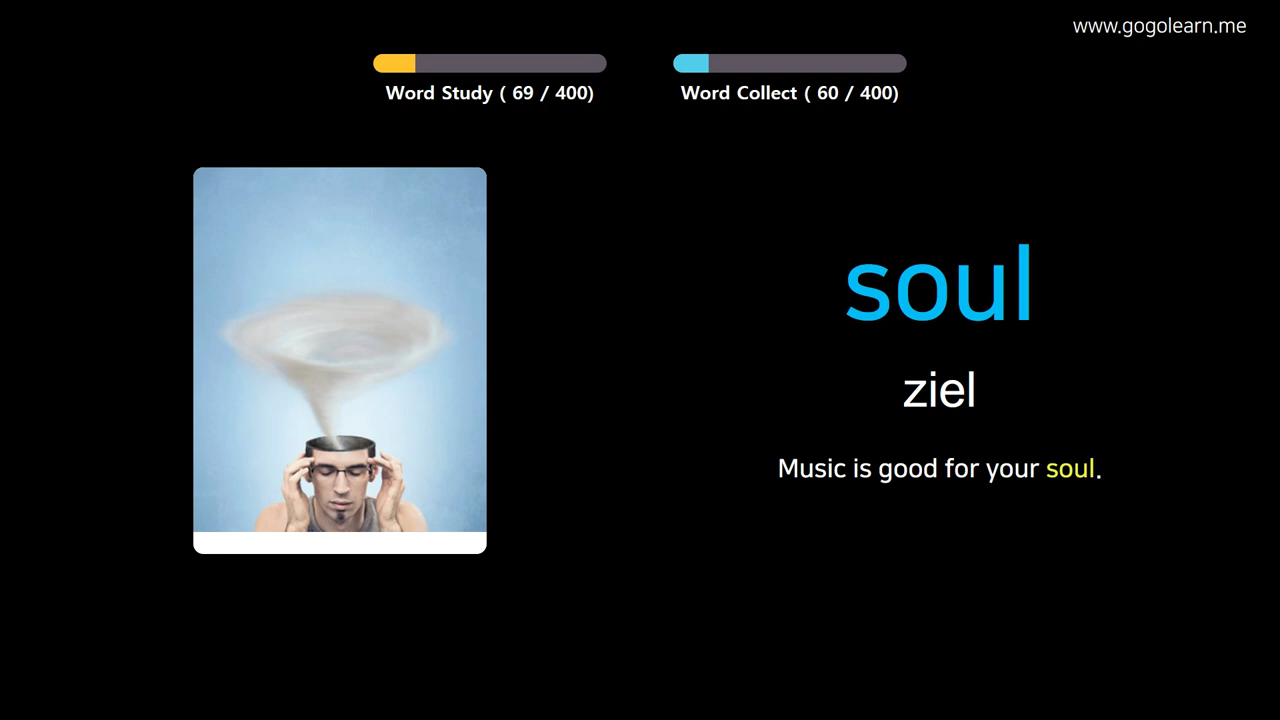 www.gogolearn.me
Word Study ( 69 / 400)
Word Collect ( 60 / 400)
soul
ziel
Music is good for your soul.